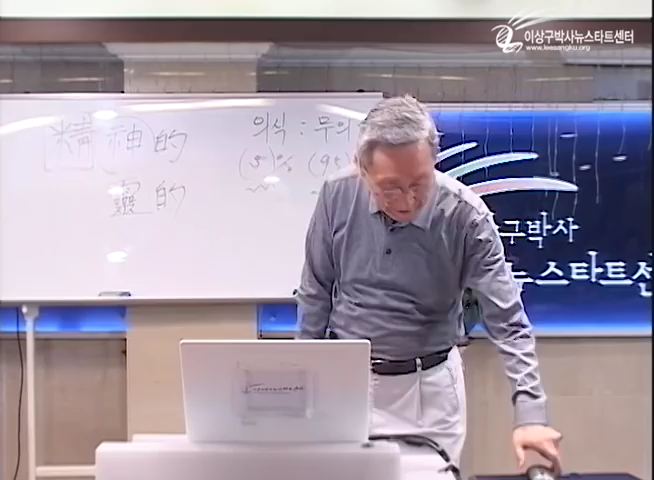 이상구박사뉴스타트센터
www.leesangku.org
精神的
의식 : 무의
(5)% (95
靈的
구박사
뉴스타트센